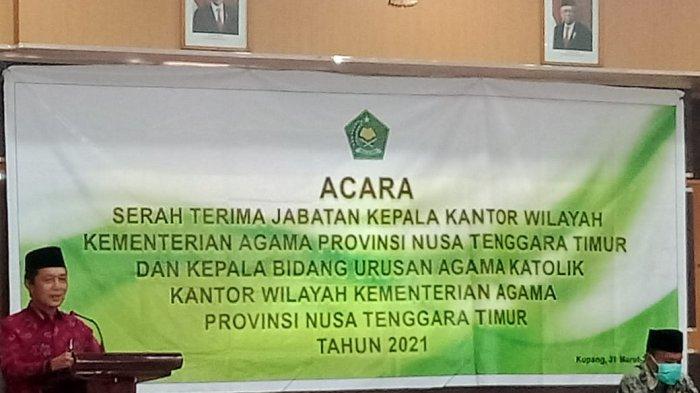 ACARA
SERAH TERIMA JABATAN KEPALA KANTOR WILAYAH
KEMENTERIAN AGAMA PROVINSI NUSA TENGGARA TIMUR
DAN KEPALA BIDANG URUSAN AGAMA KATOLIK
KANTOR WILAYAH KEMENTERIAN AGAMA
PROVINSI NUSA TENGGARA TIMUR
TAHUN 2021
Kupang, 31 Maret